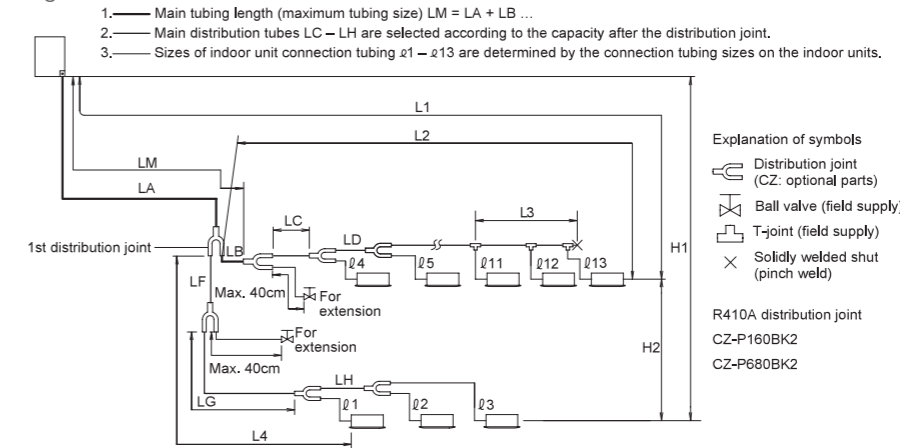 1. Main tubing length (maximum tubing size) LM = LA + LB ...
2. Main distribution tubes LC – LH are selected according to the capacity after the distribution joint.
3. Sizes of indoor unit connection tubing ℓ1 – ℓ13 are determined by the connection tubing sizes on the indoor units.
L1
L2
LM
LA
LC
L3
1st distribution joint
LB
LD
ℓ4
ℓ5
ℓ11
ℓ12
ℓ13
LF
Max. 40cm
For
extension
For
extension
Max. 40cm
LG
LH
ℓ1
ℓ2
ℓ3
L4
H1
H2
Explanation of symbols
Distribution joint
(CZ: optional parts)
Ball valve (field supply)
T-joint (field supply)
Solidly welded shut
(pinch weld)
R410A distribution joint
CZ-P160BK2
CZ-P680BK2